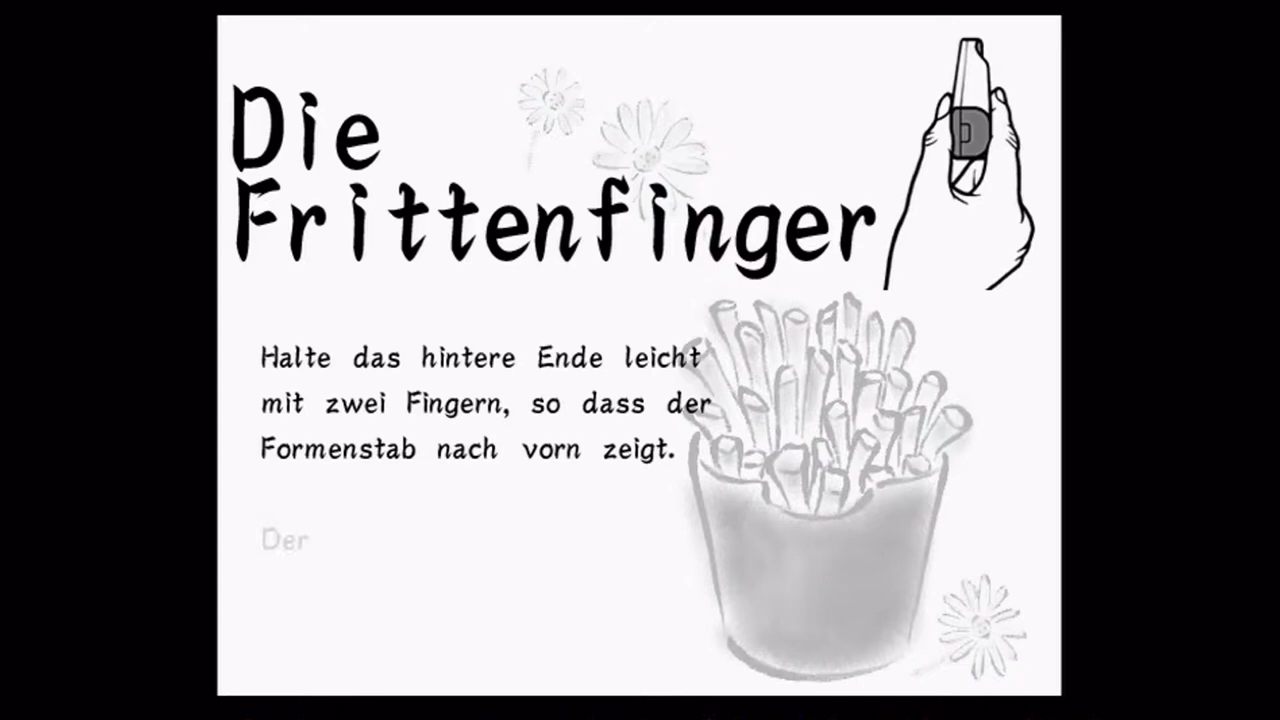 Die
Frittenfinger
Halte das hintere Ende leicht
mit zwei Fingern, so dass der
Formenstab nach vorn zeigt.
Der